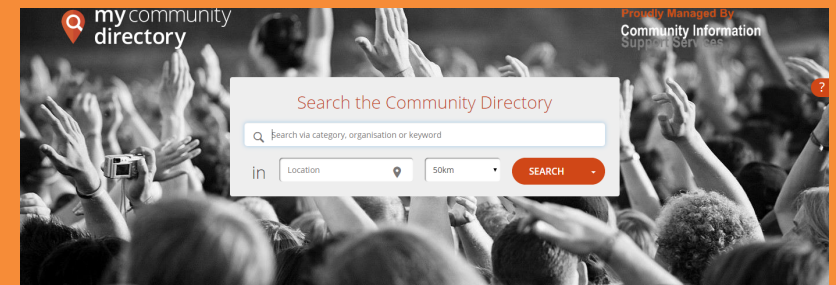 my community
directory
Proudly Managed By
Community Information
Support Services
?
Search the Community Directory
Search via category, organisation or keyword
in
Location
50km
SEARCH